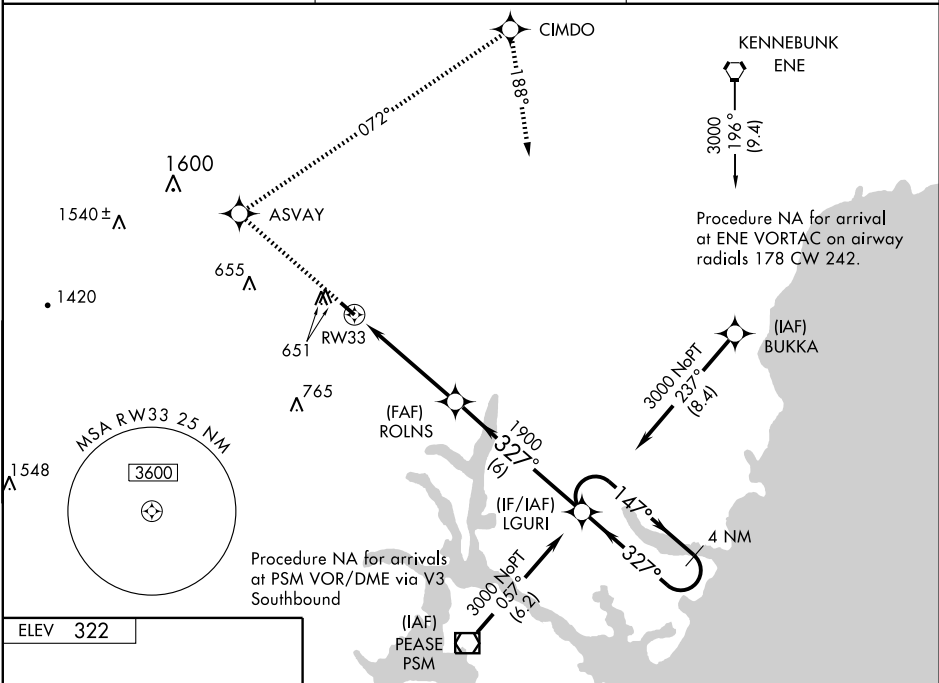 CIMDO
KENNEBUNK
ENE
188°
072°
3000
196°
(9.4)
1600
1540 ±
ASVAY
Procedure NA for arrival
at ENE VORTAC on airway
radials 178 CW 242.
655
1420
RW33
651
(IAF)
BUKKA
3000 NoPT
237°
(8.4)
765
(FAF)
ROLNS
1900
327°
(6)
MSA RW33 25 NM
3600
1548
(IF/IAF)
LGURI
147°
327°
4 NM
Procedure NA for arrivals
at PSM VOR/DME via V3
Southbound
3000 NoPT
057°
(6.2)
(IAF)
PEASE
PSM
ELEV 322